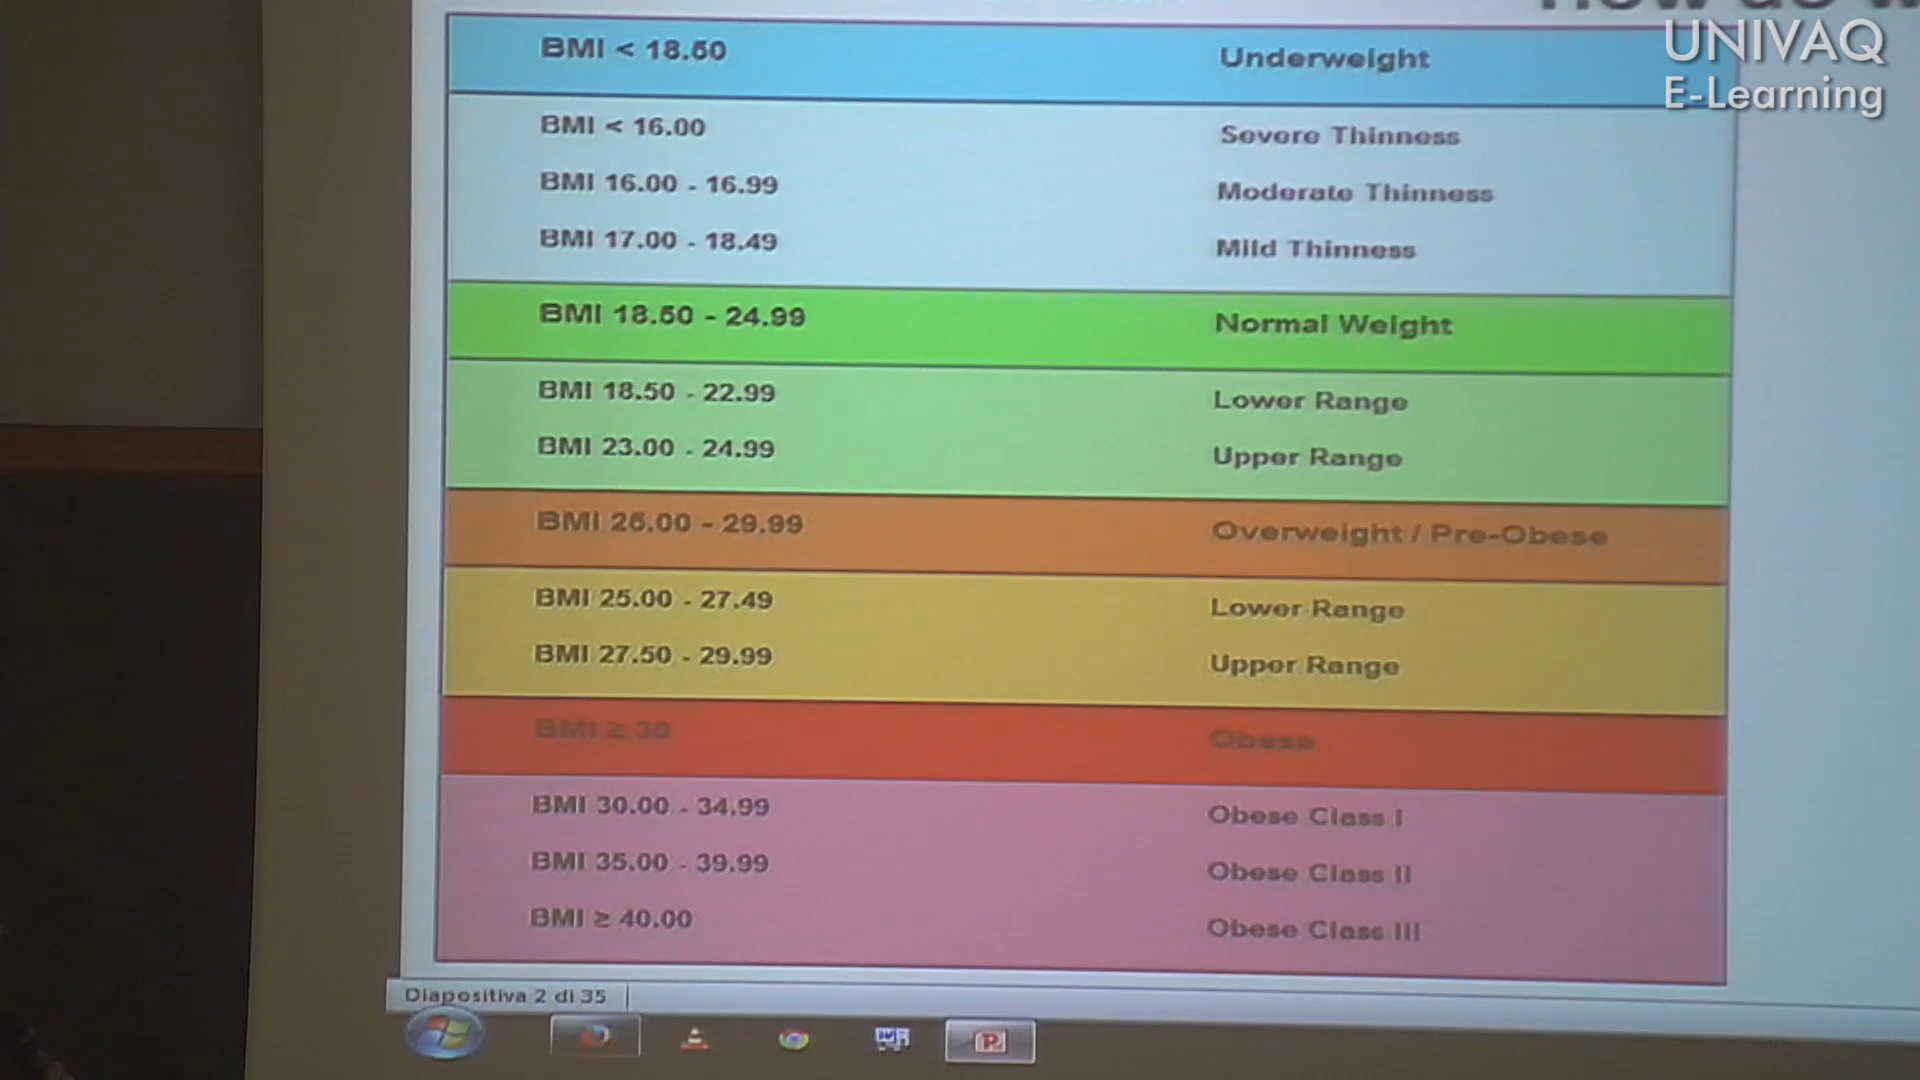 UNIVAQ
E-Learning
BMI < 18.50 Underweight
BMI < 16.00 Severe Thinness
BMI 16.00 - 16.99 Moderate Thinness
BMI 17.00 - 18.49 Mild Thinness
BMI 18.50 - 24.99 Normal Weight
BMI 18.50 - 22.99 Lower Range
BMI 23.00 - 24.99 Upper Range
BMI 25.00 - 29.99 Overweight / Pre-Obese
BMI 25.00 - 27.49 Lower Range
BMI 27.50 - 29.99 Upper Range
BMI ≥ 30 Obese
BMI 30.00 - 34.99 Obese Class I
BMI 35.00 - 39.99 Obese Class II
BMI ≥ 40.00 Obese Class III
Diapositiva 2 di 35